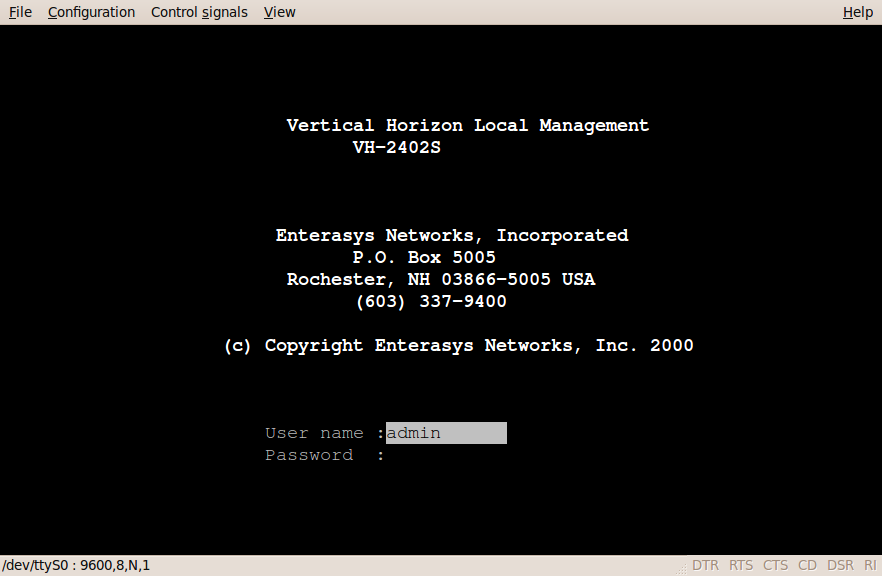 File Configuration Control signals View Help
Vertical Horizon Local Management
VH-2402S
Enterasys Networks, Incorporated
P.O. Box 5005
Rochester, NH 03866-5005 USA
(603) 337-9400
(c) Copyright Enterasys Networks, Inc. 2000
User name :admin
Password :
/dev/ttyS0 : 9600,8,N,1 DTR RTS CTS CD DSR RI